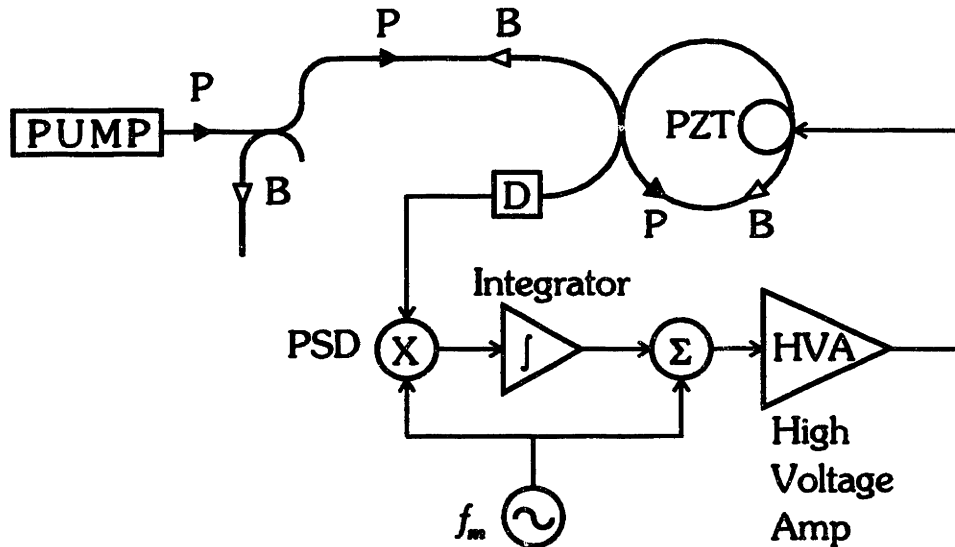 P B
P
PUMP
PZT
B
D
P B
Integrator
PSD X ∫ Σ HVA
High
Voltage
Amp
fm